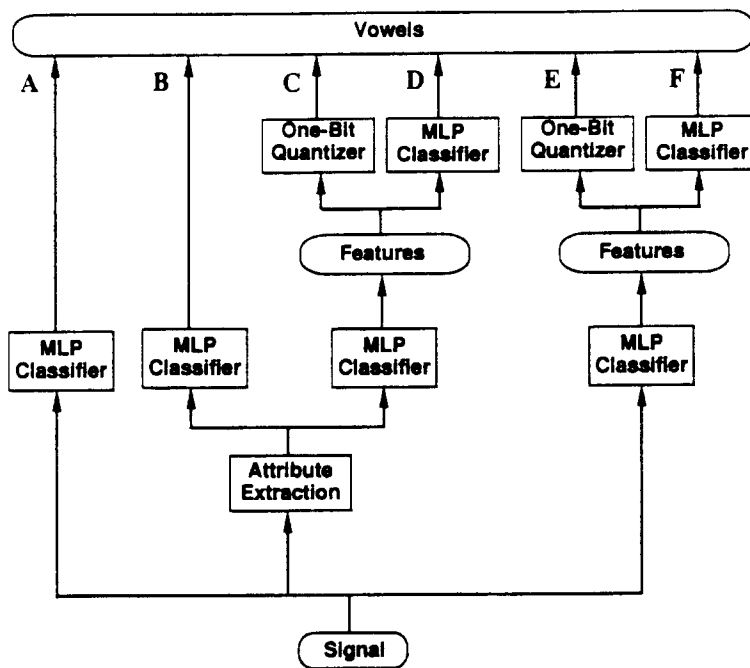 Vowels
A
B
C
D
E
F
One-Bit
Quantizer
MLP
Classifier
One-Bit
Quantizer
MLP
Classifier
Features
Features
MLP
Classifier
MLP
Classifier
MLP
Classifier
MLP
Classifier
Attribute
Extraction
Signal